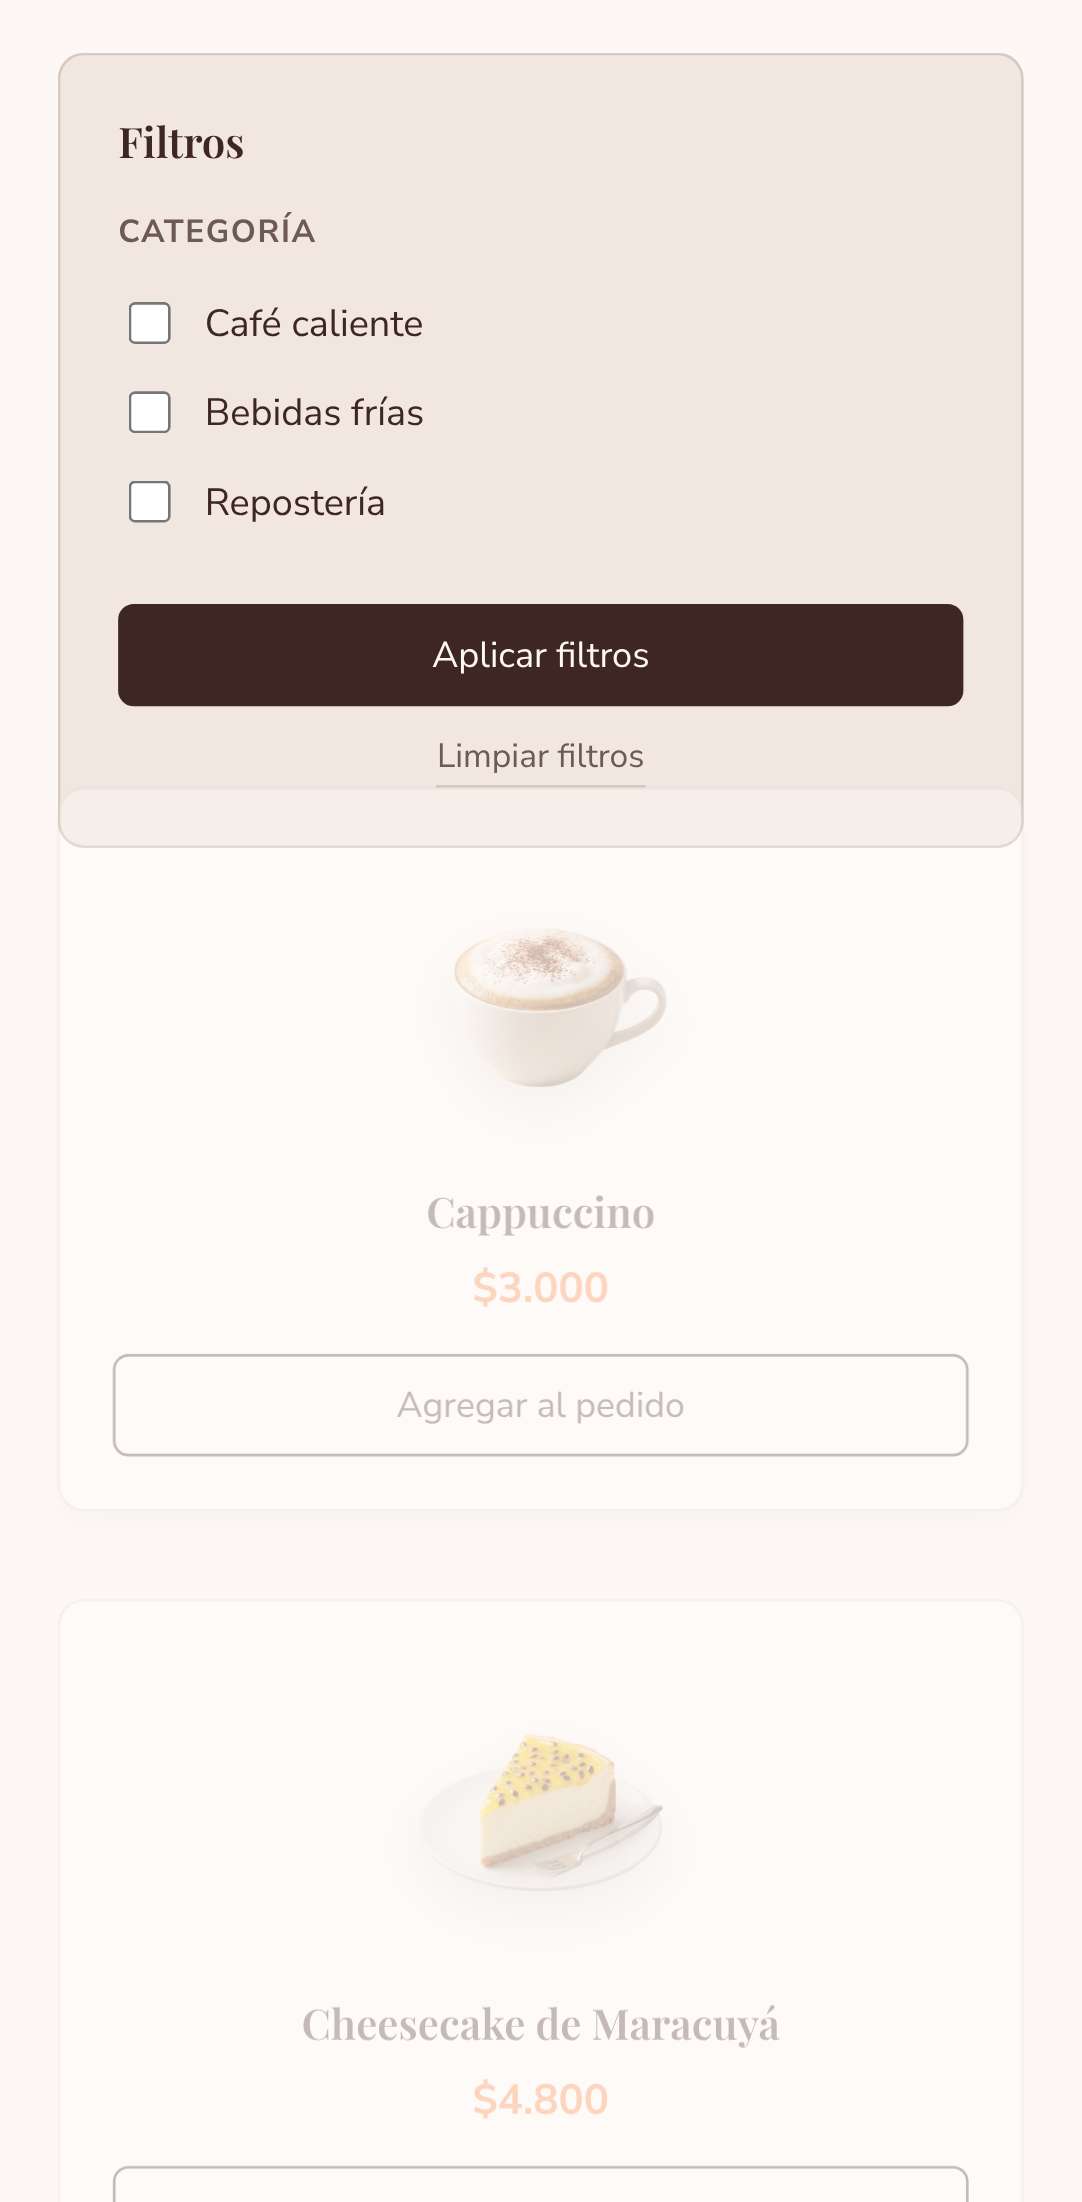 Filtros
CATEGORÍA
Café caliente
Bebidas frías
Repostería
Aplicar filtros
Limpiar filtros
Cappuccino
$3.000
Agregar al pedido
Cheesecake de Maracuyá
$4.800